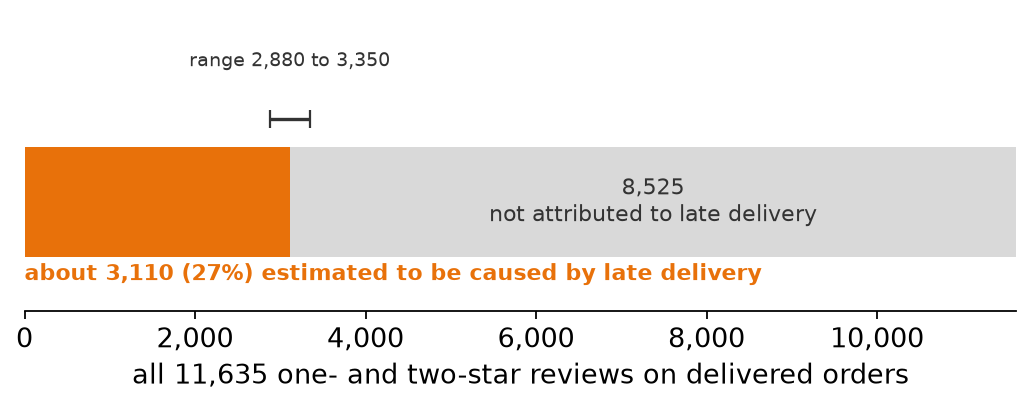 range 2,880 to 3,350
8,525
not attributed to late delivery
about 3,110 (27%) estimated to be caused by late delivery
0 2,000 4,000 6,000 8,000 10,000
all 11,635 one- and two-star reviews on delivered orders